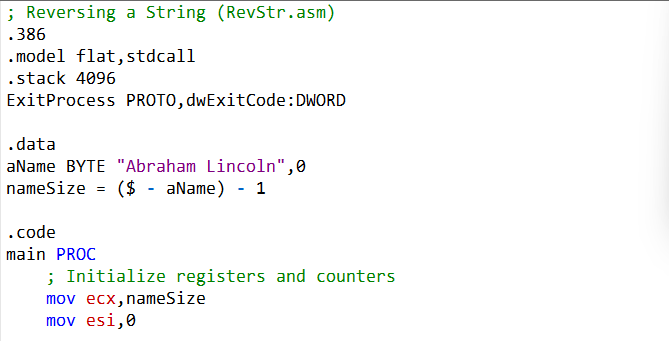 ; Reversing a String (RevStr.asm)
.386
.model flat,stdcall
.stack 4096
ExitProcess PROTO,dwExitCode:DWORD
.data
aName BYTE "Abraham Lincoln",0
nameSize = ($ - aName) - 1
.code
main PROC
; Initialize registers and counters
mov ecx,nameSize
mov esi,0